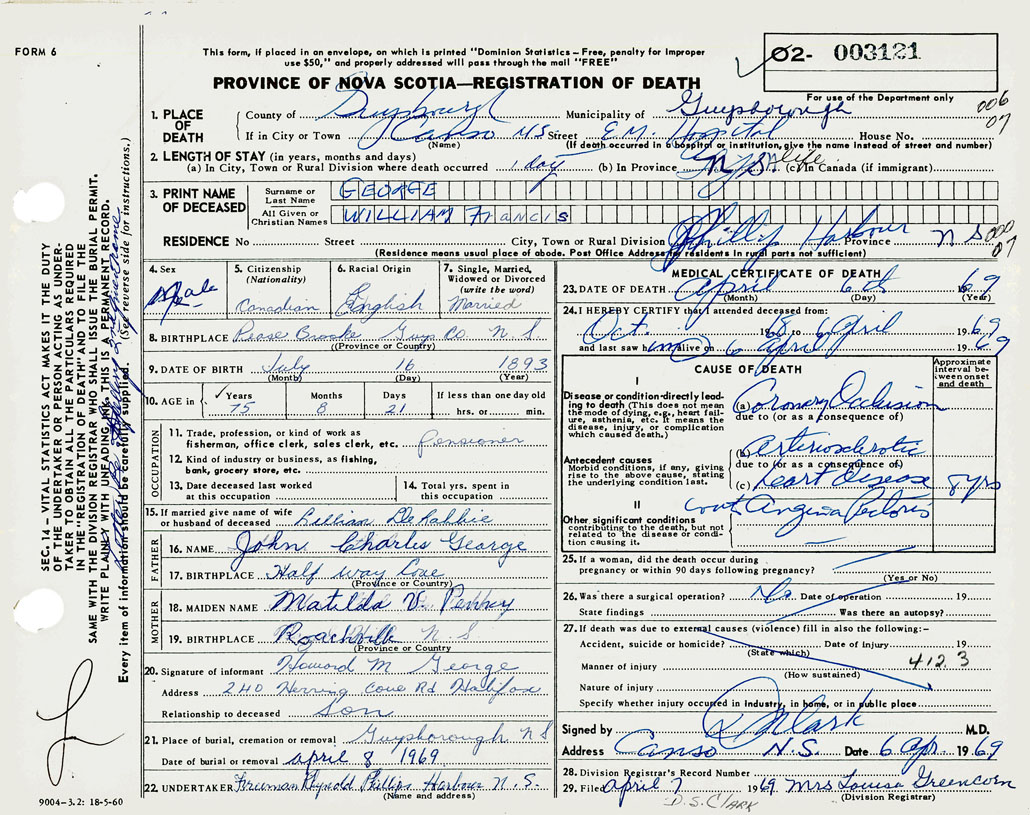 FORM 6
This form, if placed in an envelope, on which is printed "Dominion Statistics – Free, penalty for improper
use $50," and properly addressed will pass through the mail "FREE"
PROVINCE OF NOVA SCOTIA—REGISTRATION OF DEATH
02- 003121
For use of the Department only
006
07
1. PLACE OF DEATH
County of Guysburgh Municipality of Guysborough
If in City or Town Canso N.S. Street E.M. Hospital House No.
(Name) (If death occurred in a hospital or institution, give the name instead of street and number)
2. LENGTH OF STAY (in years, months and days)
(a) In City, Town or Rural Division where death occurred 1 day (b) In Province N.S. life (c) In Canada (if immigrant)
3. PRINT NAME OF DECEASED
Surname or Last Name GEORGE
All Given or Christian Names WILLIAM Francis
RESIDENCE No Street City, Town or Rural Division Phillip Harbour Province N S
000
07
(Residence means usual place of abode. Post Office Address for residents in rural parts not sufficient)
4. Sex Male
5. Citizenship (Nationality) Canadian
6. Racial Origin English
7. Single, Married, Widowed or Divorced (write the word) Married
8. BIRTHPLACE Guys Co. N S
(Province or Country)
9. DATE OF BIRTH July 16 1893
(Month) (Day) (Year)
10. AGE in Years Months Days If less than one day old
75 8 21 hrs. or min.
OCCUPATION
11. Trade, profession, or kind of work as
fisherman, office clerk, sales clerk, etc. Pensioner
12. Kind of industry or business, as fishing,
bank, grocery store, etc.
13. Date deceased last worked
at this occupation
14. Total yrs. spent in
this occupation
15. If married give name of wife
or husband of deceased Lillian DeRabbie
FATHER
16. NAME John Charles George
17. BIRTHPLACE Half way Cove
(Province or Country)
MOTHER
18. MAIDEN NAME Matilda V. Penny
19. BIRTHPLACE Roachville N. S
(Province or Country)
20. Signature of informant Howard M George
Address 240 Herring Cove Rd Halifax
Relationship to deceased Son
21. Place of burial, cremation or removal Guysborough N S
Date of burial or removal april 8 1969
22 UNDERTAKER Freeman Reynold Phillips Harbour N. S.
(Name and address)
MEDICAL CERTIFICATE OF DEATH
23. DATE OF DEATH April 6th 1969
(Month) (Day) (Year)
24. I HEREBY CERTIFY that I attended deceased from:
Oct. 1968 to 6 April 1969
and last saw him alive on 6 April 1969
CAUSE OF DEATH
Approximate interval between onset and death
I
Disease or condition directly leading to death (This does not mean the mode of dying, e.g., heart failure, asthenia, etc. It means the disease, injury, or complication which caused death.)
(a) Coronary Occlusion
due to (or as a consequence of)
Antecedent causes
Morbid conditions, if any, giving rise to the above cause, stating the underlying condition last.
(b) arteriosclerotic
due to (or as a consequence of)
(c) Heart Disease 8 yrs
II
Other significant conditions contributing to the death, but not related to the disease or condition causing it.
Angina Pectoris
25. If a woman, did the death occur during
pregnancy or within 90 days following pregnancy?
(Yes or No)
26. Was there a surgical operation? No Date of operation 19
State findings Was there an autopsy?
27. If death was due to external causes (violence) fill in also the following:–
Accident, suicide or homicide? Date of injury 19
(State which)
Manner of injury 412.3
(How sustained)
Nature of injury
Specify whether injury occurred in industry, in home, or in public place
Signed by Clark M.D.
Address Canso N.S. Date 6 apr. 1969
28. Division Registrar's Record Number
29. Filed April 7 1969 Mrs Louisa Greencorn
(Division Registrar)
D.S. CLARK
9004–3.2: 18-5-60
SEC. 14 – VITAL STATISTICS ACT MAKES IT THE DUTY
OF THE UNDERTAKER OR PERSON ACTING AS UNDER-
TAKER TO OBTAIN ALL THE PARTICULARS REQUIRED
IN THE "REGISTRATION OF DEATH" AND TO FILE THE
SAME WITH THE DIVISION REGISTRAR WHO SHALL ISSUE THE BURIAL PERMIT.
WRITE PLAINLY WITH UNFADING INK. THIS IS A PERMANENT RECORD.
Every item of information should be carefully supplied. (See reverse side for instructions.)